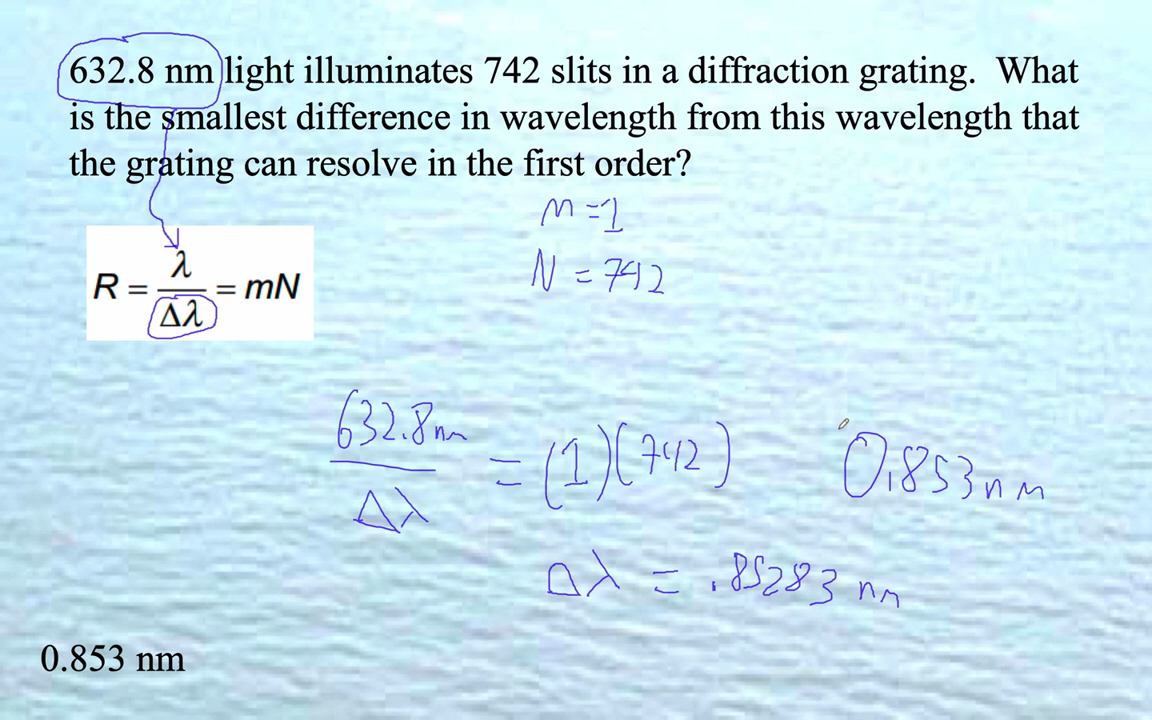 632.8 nm light illuminates 742 slits in a diffraction grating. What
is the smallest difference in wavelength from this wavelength that
the grating can resolve in the first order?
m = 1
N = 742
R = λ/Δλ = mN
632.8 nm / Δλ = (1)(742)
0.853 nm
Δλ = .85283 nm
0.853 nm